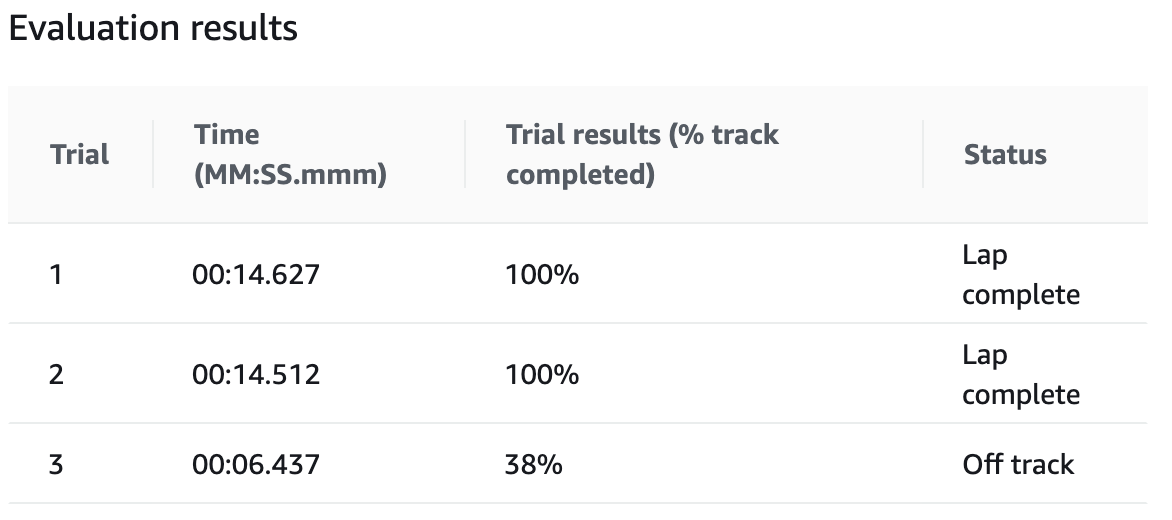 Evaluation results
Trial
Time
(MM:SS.mmm)
Trial results (% track
completed)
Status
1
00:14.627
100%
Lap
complete
2
00:14.512
100%
Lap
complete
3
00:06.437
38%
Off track